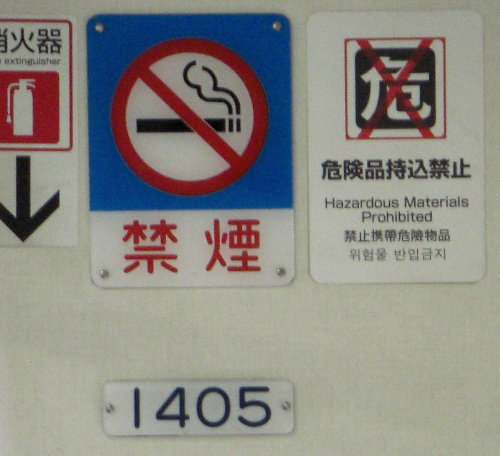 消火器
extinguisher
禁煙
危
危険品持込禁止
Hazardous Materials
Prohibited
禁止携帶危險物品
위험물 반입금지
1405